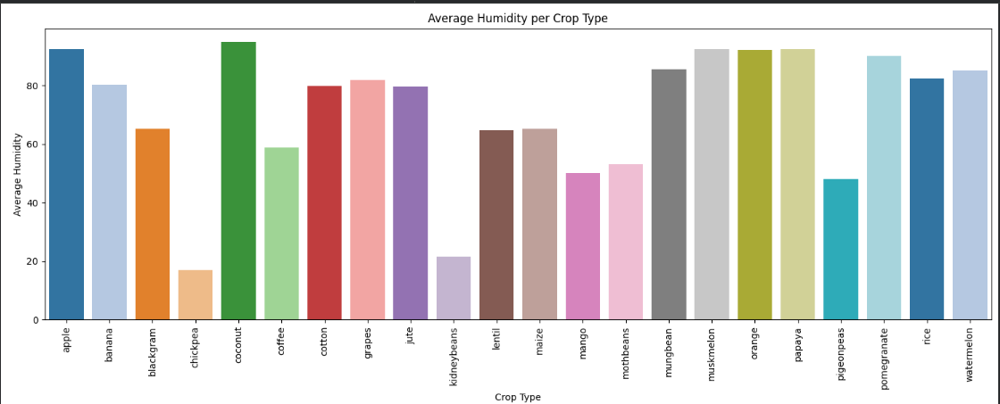 Average Humidity per Crop Type
Average Humidity
80
60
40
20
0
apple
banana
blackgram
chickpea
coconut
coffee
cotton
grapes
jute
kidneybeans
lentil
maize
mango
mothbeans
mungbean
muskmelon
orange
papaya
pigeonpeas
pomegranate
rice
watermelon
Crop Type